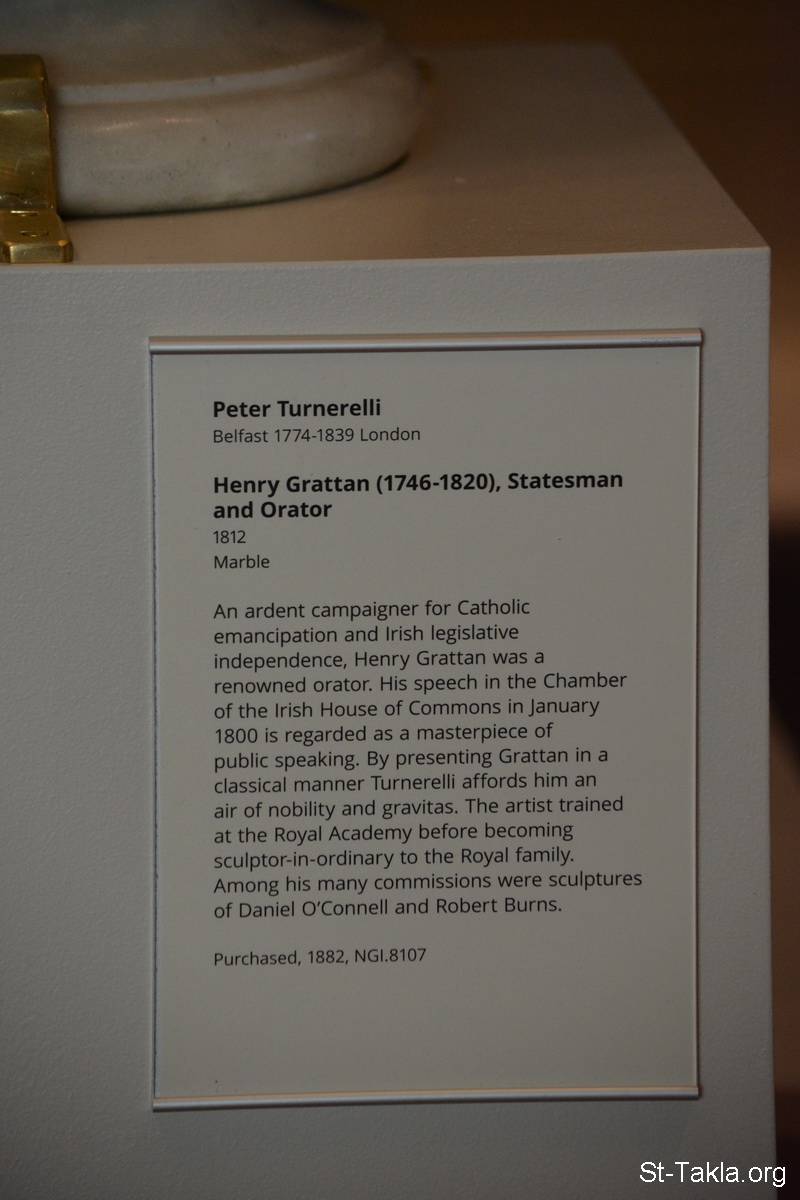 Peter Turnerelli
Belfast 1774-1839 London
Henry Grattan (1746-1820), Statesman
and Orator
1812
Marble
An ardent campaigner for Catholic
emancipation and Irish legislative
independence, Henry Grattan was a
renowned orator. His speech in the Chamber
of the Irish House of Commons in January
1800 is regarded as a masterpiece of
public speaking. By presenting Grattan in a
classical manner Turnerelli affords him an
air of nobility and gravitas. The artist trained
at the Royal Academy before becoming
sculptor-in-ordinary to the Royal family.
Among his many commissions were sculptures
of Daniel O'Connell and Robert Burns.
Purchased, 1882, NGI.8107
St-Takla.org